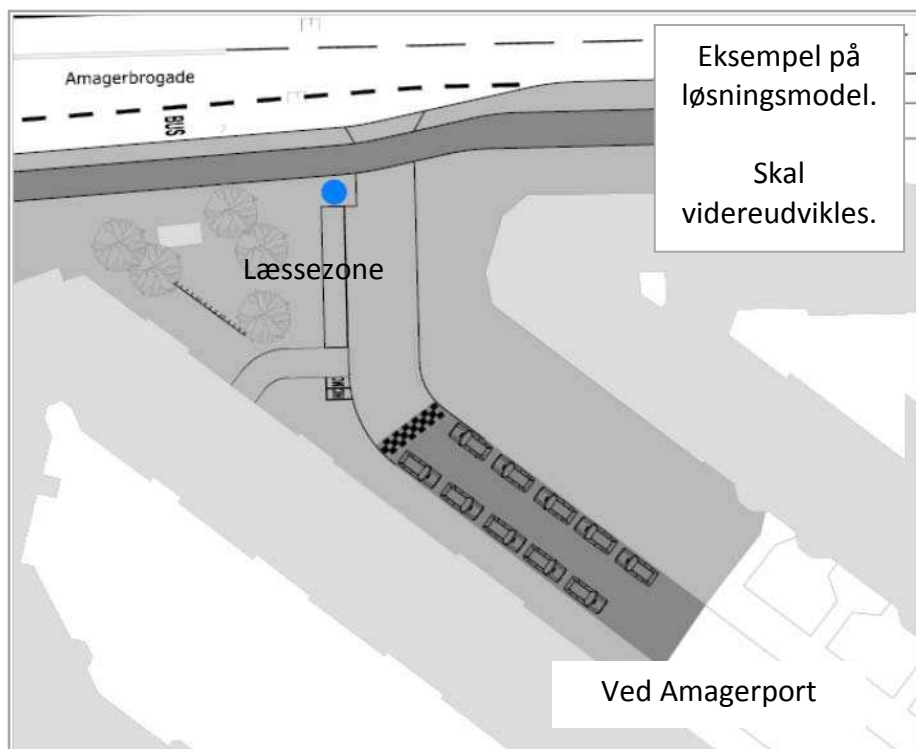 Eksempel på
løsningsmodel.
Skal
videreudvikles.
Amagerbrogade
BUS
Læssezone
Ved Amagerport